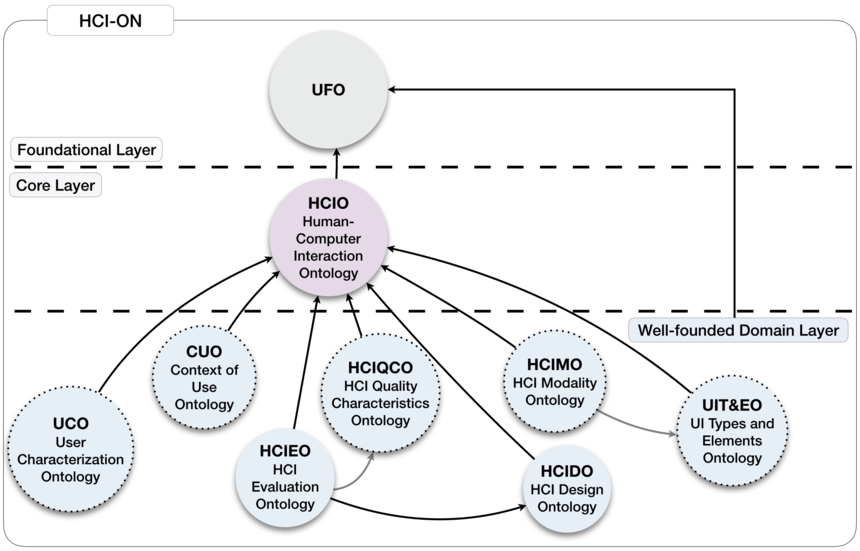 HCI-ON
UFO
Foundational Layer
Core Layer
HCIO
Human-
Computer
Interaction
Ontology
Well-founded Domain Layer
CUO
Context of
Use
Ontology
HCIQCO
HCI Quality
Characteristics
Ontology
HCIMO
HCI Modality
Ontology
UIT&EO
UI Types and
Elements
Ontology
UCO
User
Characterization
Ontology
HCIEO
HCI
Evaluation
Ontology
HCIDO
HCI Design
Ontology